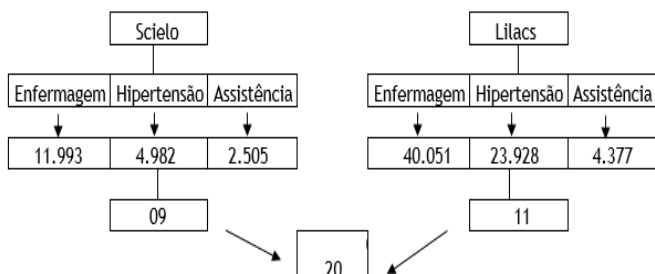 Scielo
Lilacs
Enfermagem Hipertensão Assistência
Enfermagem Hipertensão Assistência
11.993 4.982 2.505
40.051 23.928 4.377
09
11
20